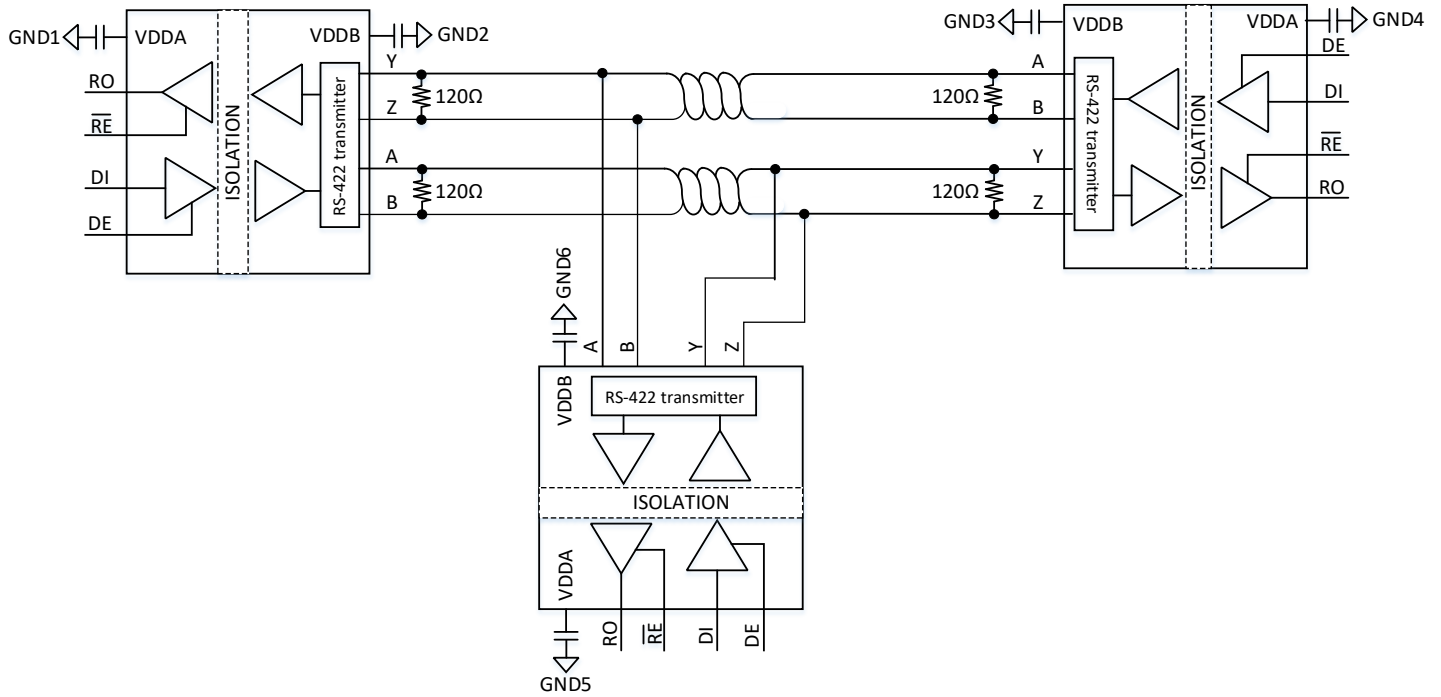 GND1
VDDA
VDDB
GND2
RO
RE
DI
DE
ISOLATION
RS-422 transmitter
Y
Z
A
B
120Ω
120Ω
120Ω
120Ω
A
B
Y
Z
GND3
VDDB
VDDA
GND4
RS-422 transmitter
ISOLATION
DE
DI
RE
RO
GND6
A
B
Y
Z
VDDB
RS-422 transmitter
ISOLATION
VDDA
RO
RE
DI
DE
GND5